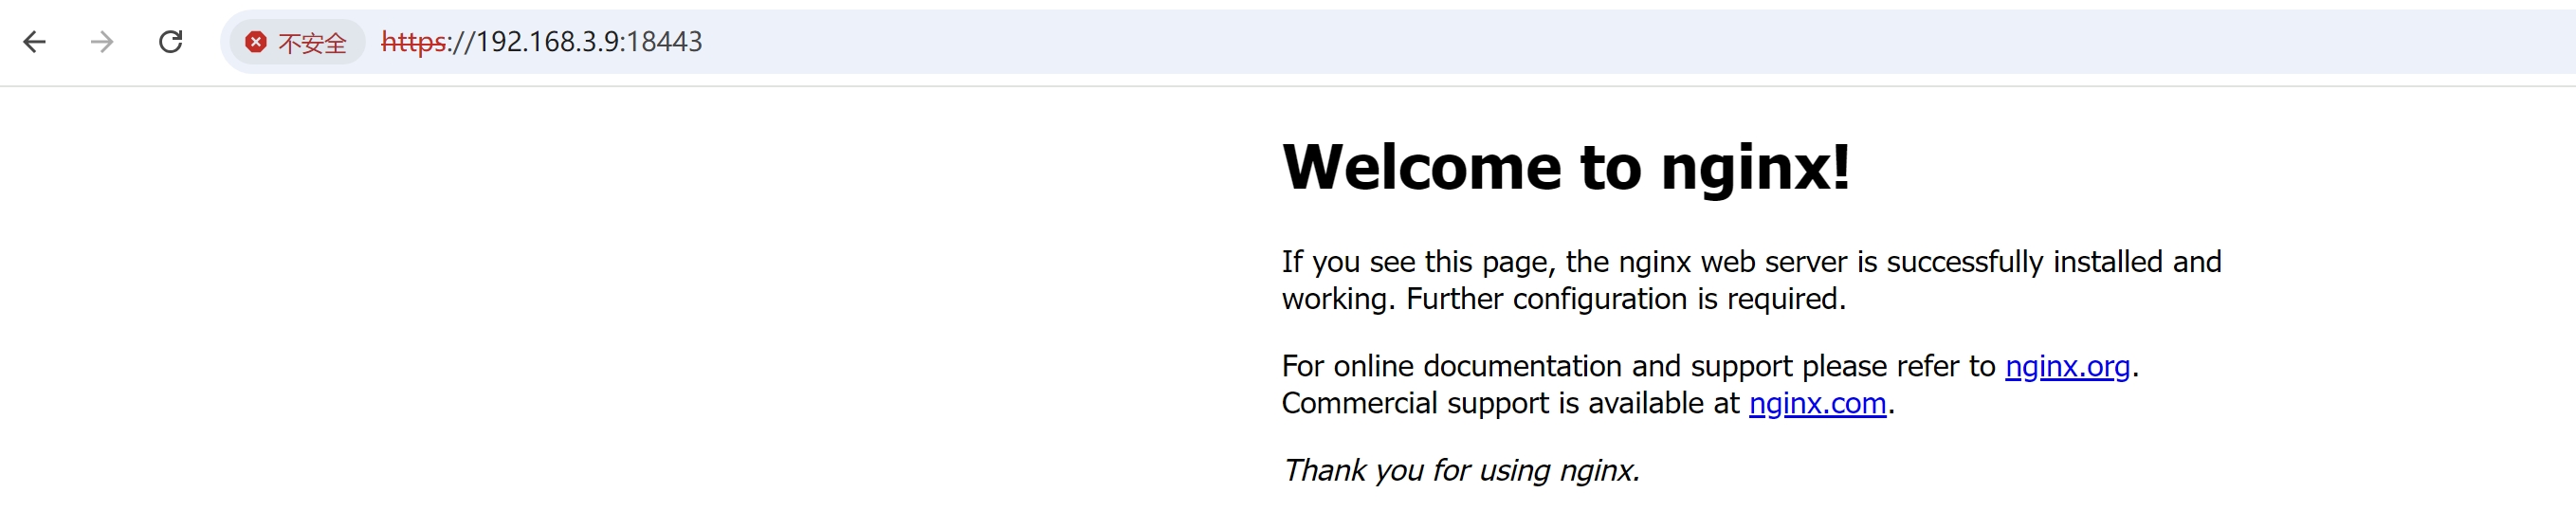 不安全 https://192.168.3.9:18443
Welcome to nginx!
If you see this page, the nginx web server is successfully installed and
working. Further configuration is required.
For online documentation and support please refer to nginx.org.
Commercial support is available at nginx.com.
Thank you for using nginx.